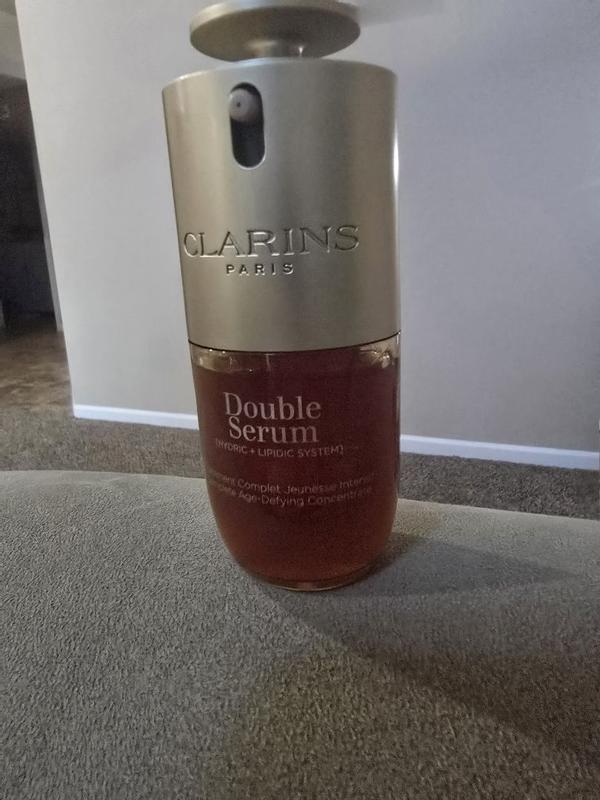 CLARINS
PARIS
Double
Serum
[HYDRIC + LIPIDIC SYSTEM]
Complet Jeunesse
Age-Defying Concentrate